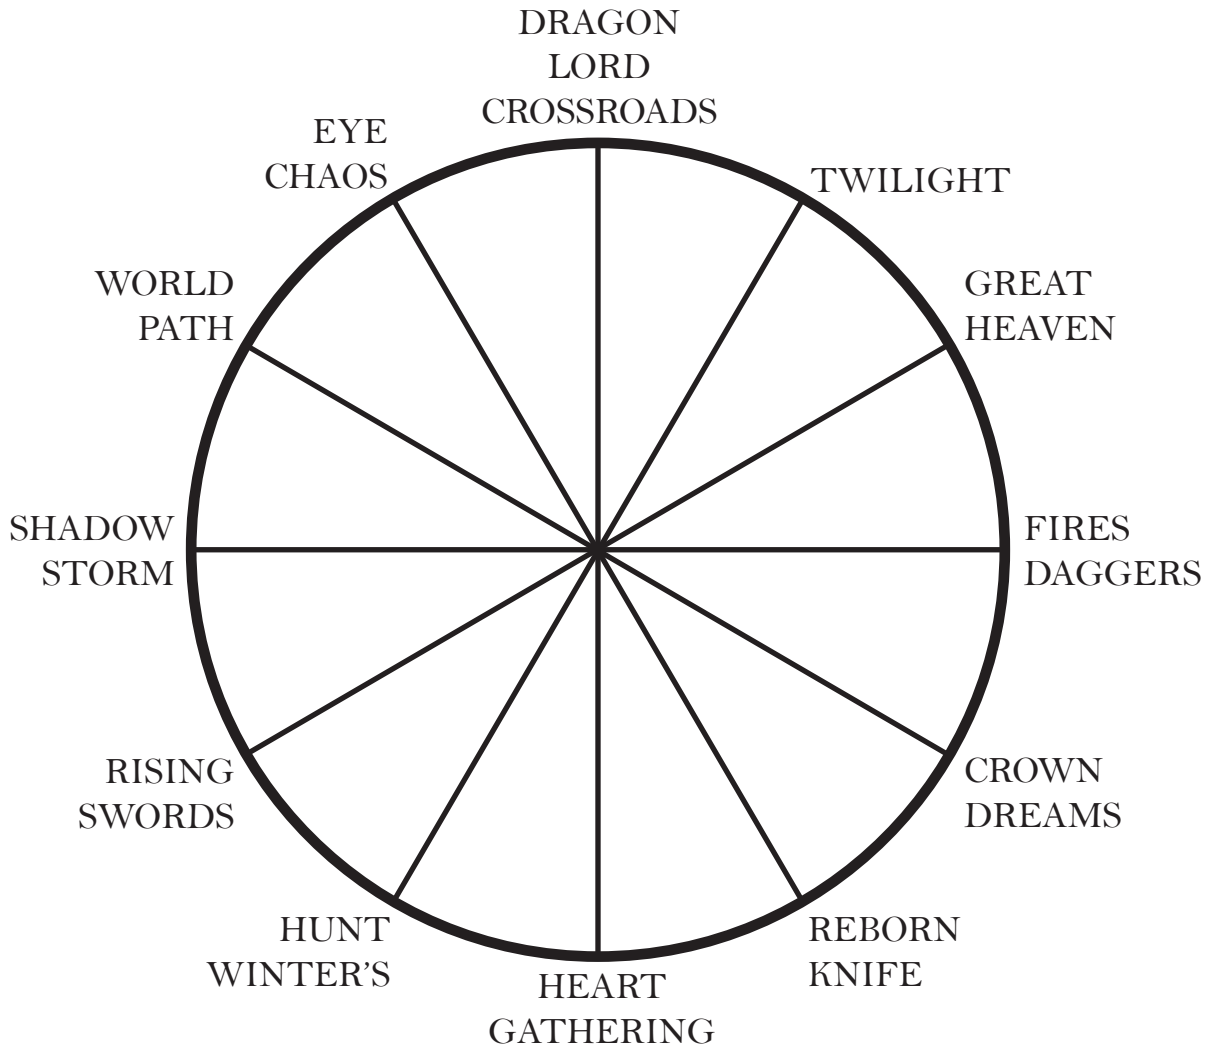 DRAGON
LORD
CROSSROADS
TWILIGHT
GREAT
HEAVEN
FIRES
DAGGERS
CROWN
DREAMS
REBORN
KNIFE
HEART
GATHERING
HUNT
WINTER’S
RISING
SWORDS
SHADOW
STORM
WORLD
PATH
EYE
CHAOS